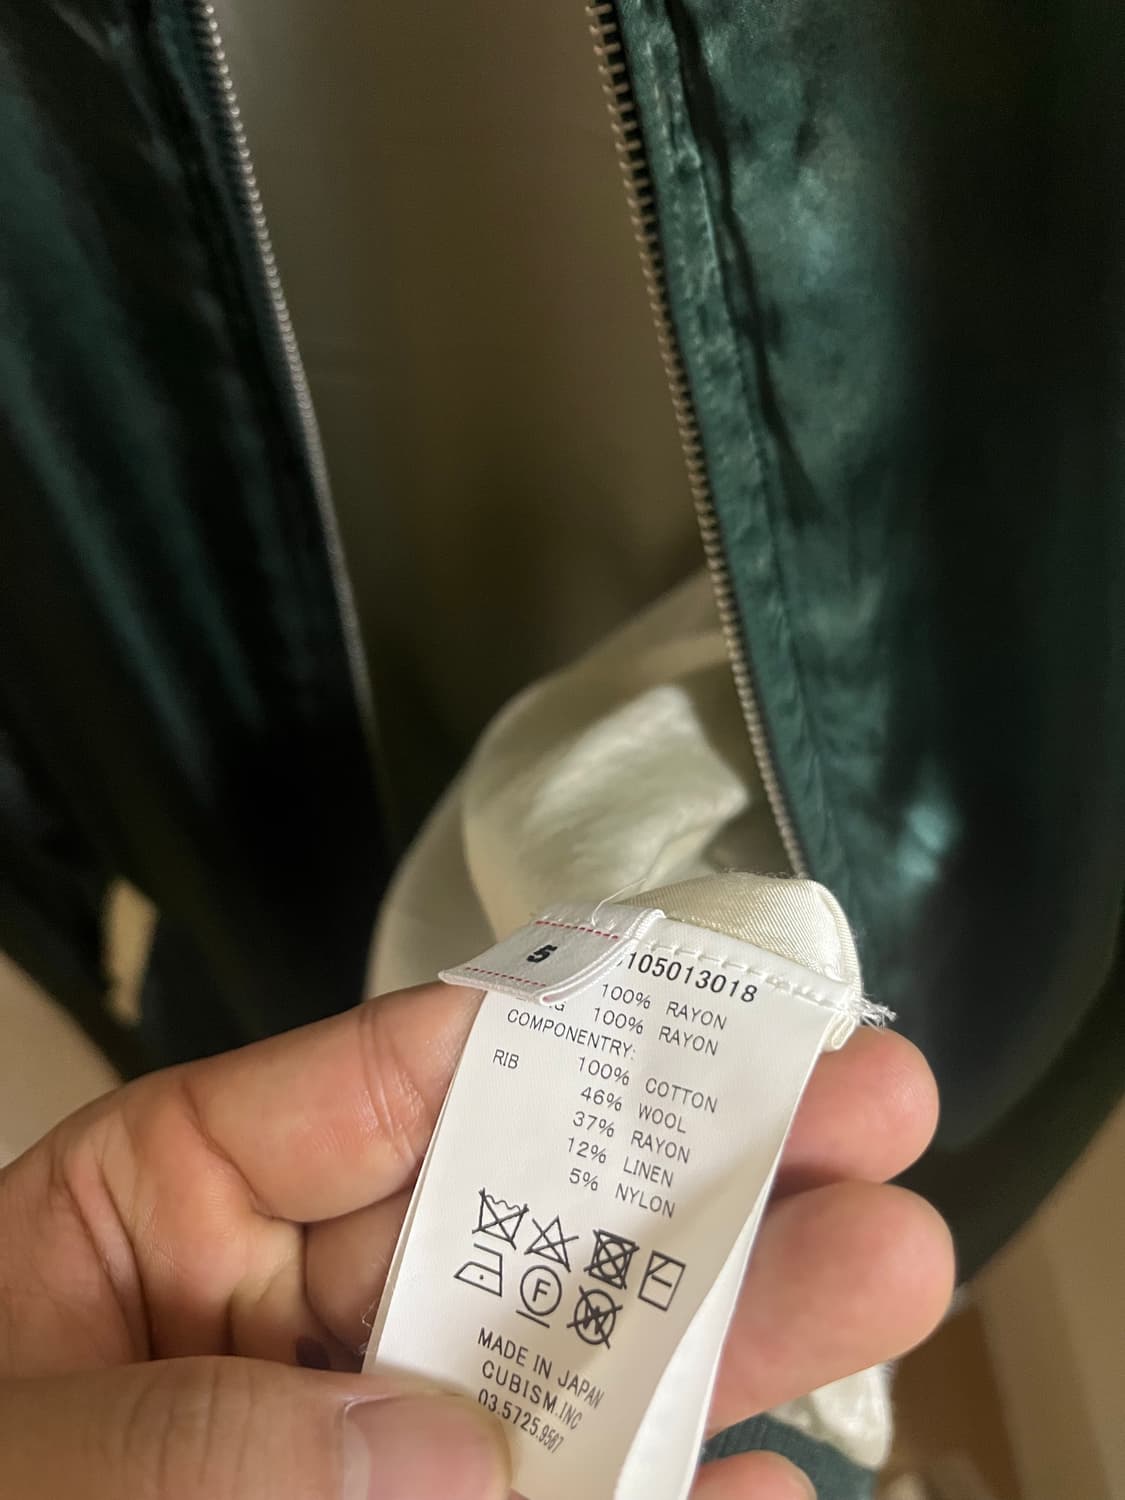 5
105013018
100% RAYON
100% RAYON
COMPONENTRY:
100% COTTON
RIB 46% WOOL
37% RAYON
12% LINEN
5% NYLON
F
W
MADE IN JAPAN
CUBISM.INC
03.5725.9587